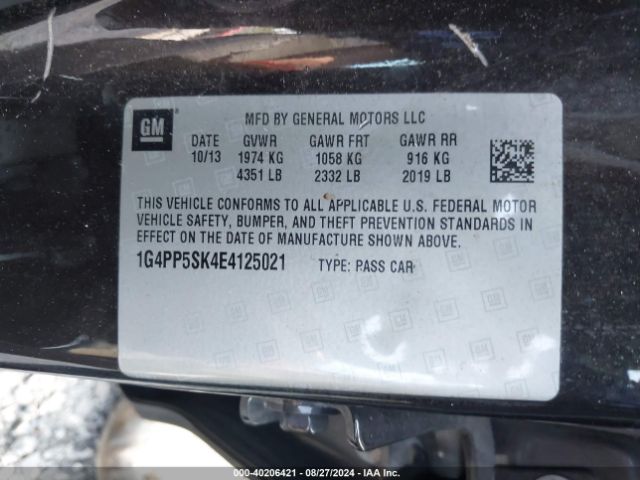 GM
MFD BY GENERAL MOTORS LLC
DATE GVWR GAWR FRT GAWR RR
10/13 1974 KG 1058 KG 916 KG
4351 LB 2332 LB 2019 LB
THIS VEHICLE CONFORMS TO ALL APPLICABLE U.S. FEDERAL MOTOR
VEHICLE SAFETY, BUMPER, AND THEFT PREVENTION STANDARDS IN
EFFECT ON THE DATE OF MANUFACTURE SHOWN ABOVE.
1G4PP5SK4E4125021 TYPE: PASS CAR
000-40206421 - 08/27/2024 - IAA Inc.